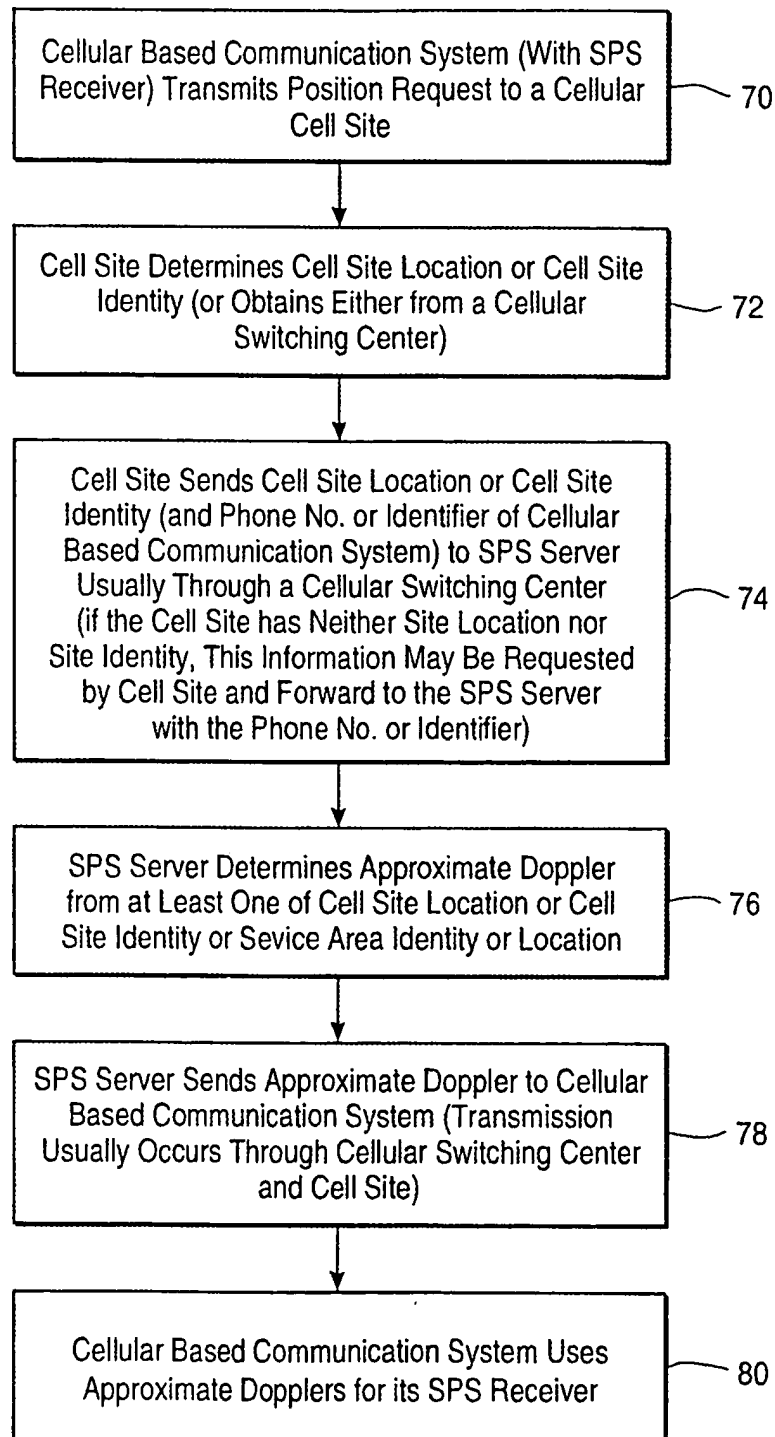 Cellular Based Communication System (With SPS
Receiver) Transmits Position Request to a Cellular
Cell Site
70
Cell Site Determines Cell Site Location or Cell Site
Identity (or Obtains Either from a Cellular
Switching Center)
72
Cell Site Sends Cell Site Location or Cell Site
Identity (and Phone No. or Identifier of Cellular
Based Communication System) to SPS Server
Usually Through a Cellular Switching Center
(if the Cell Site has Neither Site Location nor
Site Identity, This Information May Be Requested
by Cell Site and Forward to the SPS Server
with the Phone No. or Identifier)
74
SPS Server Determines Approximate Doppler
from at Least One of Cell Site Location or Cell
Site Identity or Sevice Area Identity or Location
76
SPS Server Sends Approximate Doppler to Cellular
Based Communication System (Transmission
Usually Occurs Through Cellular Switching Center
and Cell Site)
78
Cellular Based Communication System Uses
Approximate Dopplers for its SPS Receiver
80